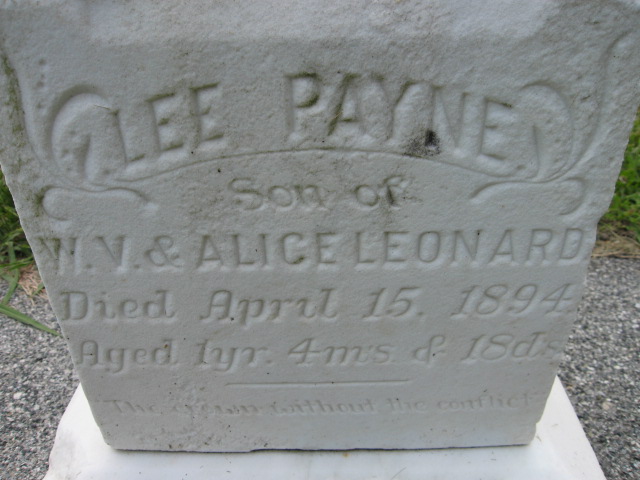 LEE PAYNE
Son of
W. V. & ALICE LEONARD
Died April 15, 1894
Aged 1yr. 4ms. & 18ds.
The crown without the conflict